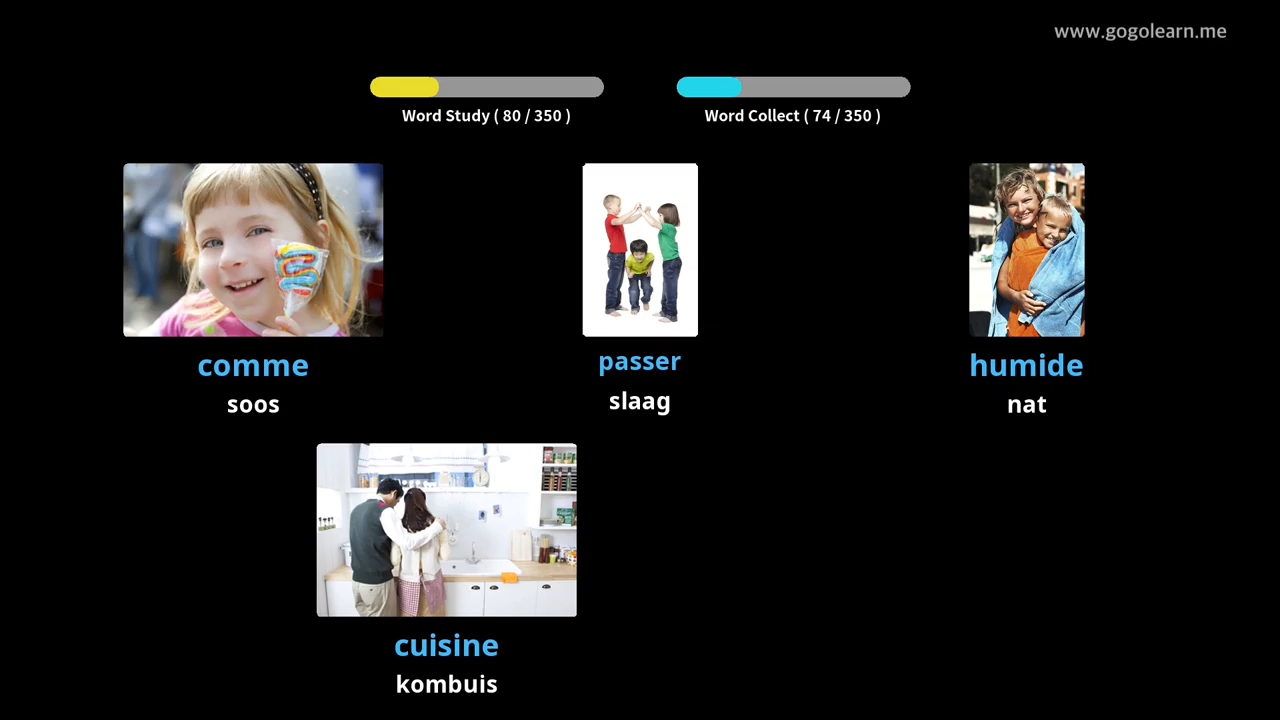 www.gogolearn.me
Word Study ( 80 / 350 )
Word Collect ( 74 / 350 )
comme
soos
passer
slaag
humide
nat
cuisine
kombuis